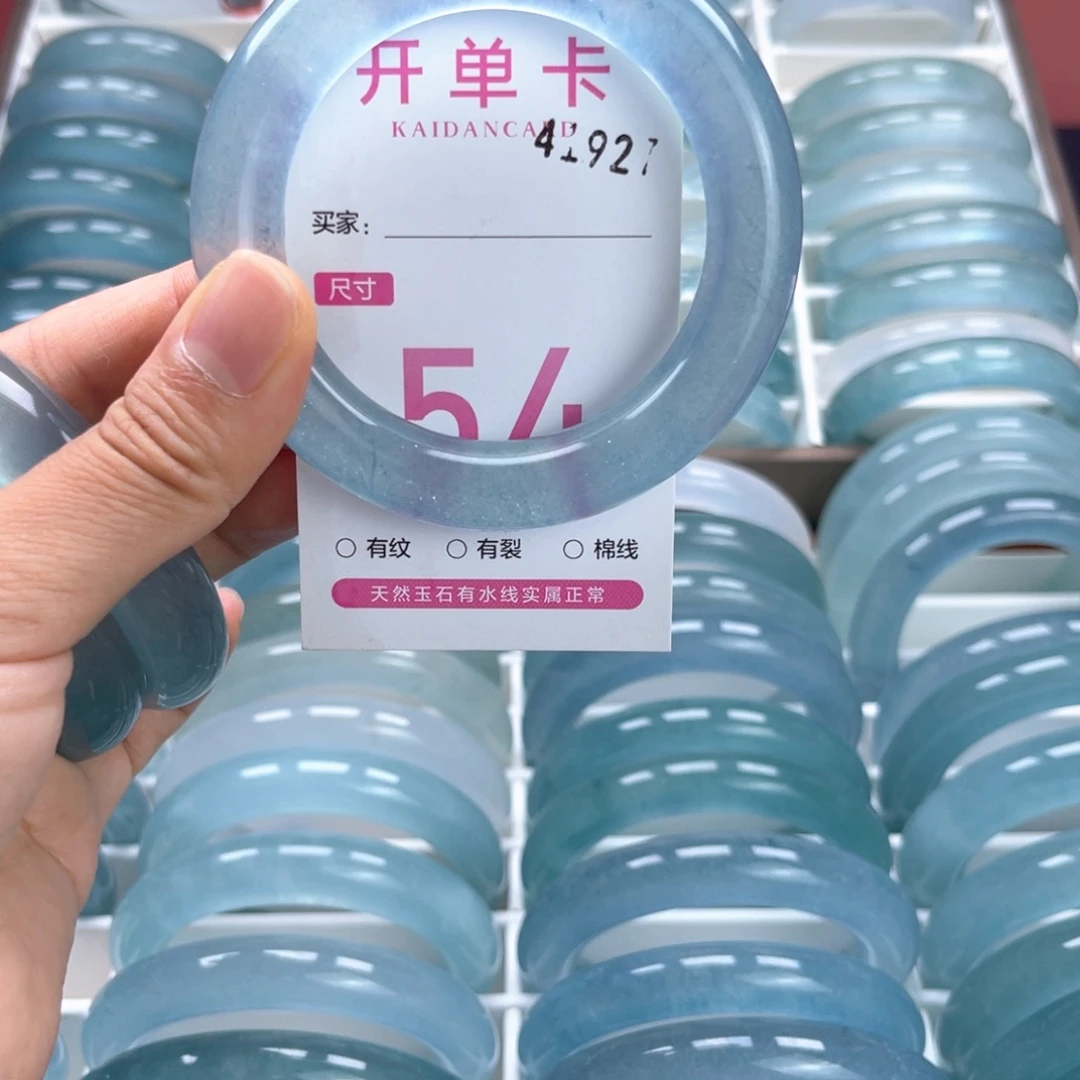 开单卡
KAIDANCARD
41927
买家：
尺寸
54
○ 有纹 ○ 有裂 ○ 棉线
天然玉石有水线实属正常